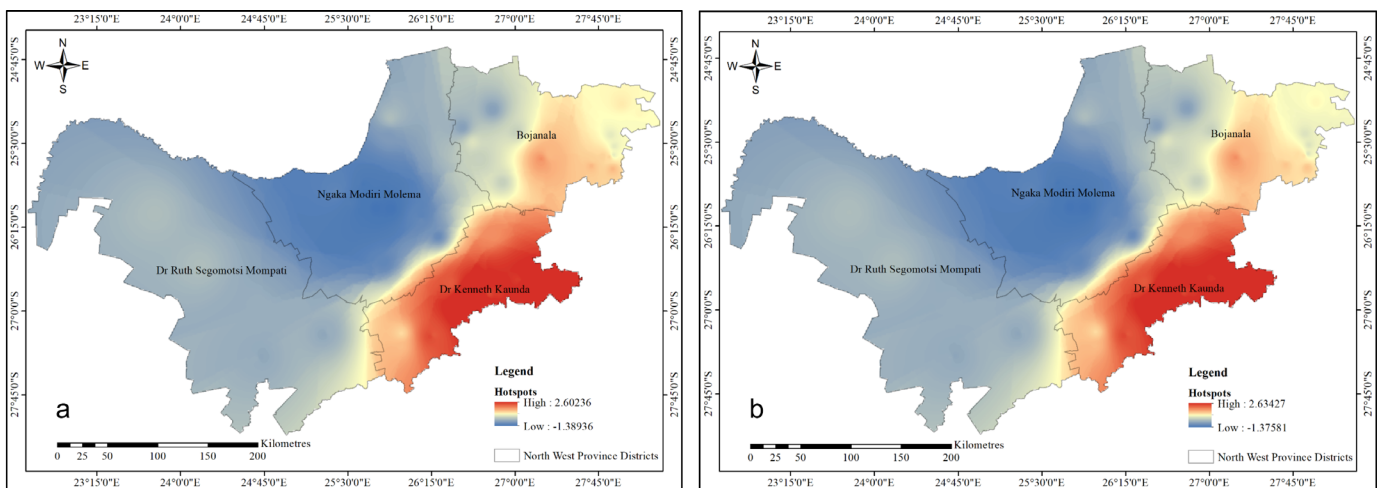 23°15'0"E 24°0'0"E 24°45'0"E 25°30'0"E 26°15'0"E 27°0'0"E 27°45'0"E
N
W E
S
24°45'0"S
25°30'0"S
26°15'0"S
27°0'0"S
27°45'0"S
Bojanala
Ngaka Modiri Molema
Dr Ruth Segomotsi Mompati
Dr Kenneth Kaunda
Legend
Hotspots
High : 2.60236
Low : -1.38936
North West Province Districts
a
Kilometres
0 50 100 150 200
23°15'0"E 24°0'0"E 24°45'0"E 25°30'0"E 26°15'0"E 27°0'0"E 27°45'0"E
23°15'0"E 24°0'0"E 24°45'0"E 25°30'0"E 26°15'0"E 27°0'0"E 27°45'0"E
N
W E
S
24°45'0"S
25°30'0"S
26°15'0"S
27°0'0"S
27°45'0"S
Bojanala
Ngaka Modiri Molema
Dr Ruth Segomotsi Mompati
Dr Kenneth Kaunda
Legend
Hotspots
High : 2.63427
Low : -1.37581
North West Province Districts
b
Kilometres
0 50 100 150 200
23°15'0"E 24°0'0"E 24°45'0"E 25°30'0"E 26°15'0"E 27°0'0"E 27°45'0"E